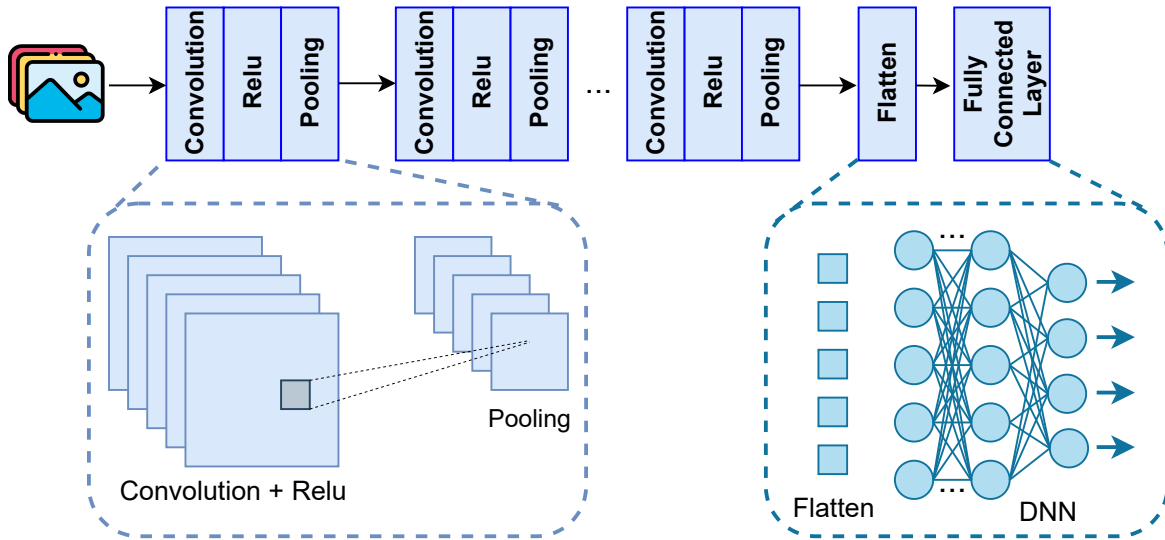 Convolution
Relu
Pooling
Convolution
Relu
Pooling
...
Convolution
Relu
Pooling
Flatten
Fully
Connected
Layer
Convolution + Relu
Pooling
...
...
Flatten
DNN